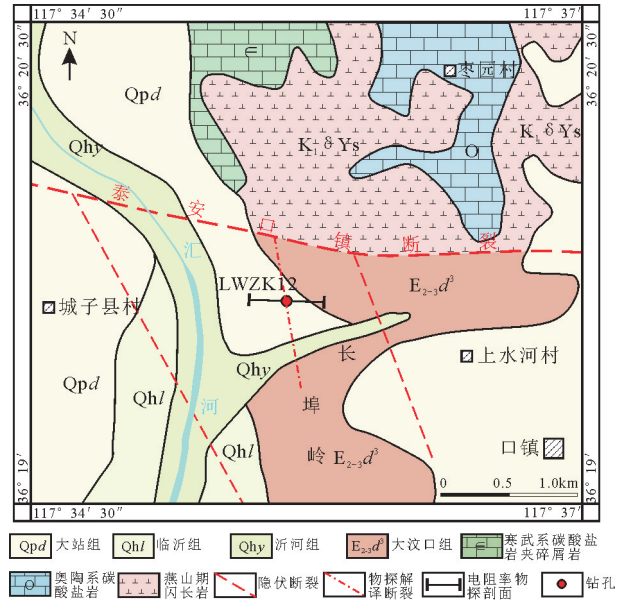 117° 34′ 30″
117° 37′
36° 20′ 30″
36° 20′ 30″
N
∈
枣园村
Qpd
Qhy
K₁δYs
K₁δYs
O
泰安口镇断裂
汇河
LWZK12
E₂₋₃d³
城子县村
长埠岭
上水河村
Qhy
Qpd
Qhl
Qhl
E₂₋₃d³
口镇
0 0.5 1.0km
36° 19′
36° 19′
117° 34′ 30″
117° 37′
Qpd 大站组
Qhl 临沂组
Qhy 沂河组
E₂₋₃d³ 大汶口组
∈ 寒武系碳酸盐
岩夹碎屑岩
O 奥陶系碳
酸盐岩
燕山期
闪长岩
隐伏断裂
物探解
译断裂
电阻率物
探剖面
钻孔